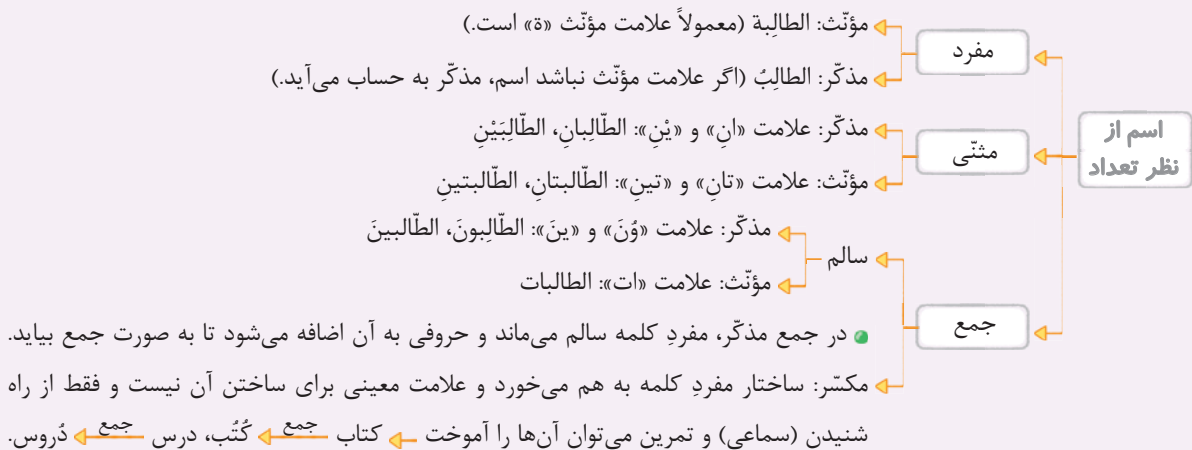 مؤنّث: الطالِبة (معمولاً علامت مؤنّث «ة» است.)
مفرد
مذکّر: الطالِبُ (اگر علامت مؤنّث نباشد اسم، مذکّر به حساب می‌آید.)
اسم از
نظر تعداد
مذکّر: علامت «انِ» و «یْنِ»: الطّالِبانِ، الطّالِبَیْنِ
مثنّی
مؤنّث: علامت «تانِ» و «تینِ»: الطّالبتانِ، الطّالبتینِ
مذکّر: علامت «وُنَ» و «ینَ»: الطّالِبونَ، الطّالبینَ
سالم
مؤنّث: علامت «ات»: الطالبات
جمع
در جمع مذکّر، مفردِ کلمه سالم می‌ماند و حروفی به آن اضافه می‌شود تا به صورت جمع بیاید.
مکسّر: ساختار مفردِ کلمه به هم می‌خورد و علامت معینی برای ساختن آن نیست و فقط از راه
شنیدن (سماعی) و تمرین می‌توان آن‌ها را آموخت کتاب جمع کُتُب، درس جمع دُروس.